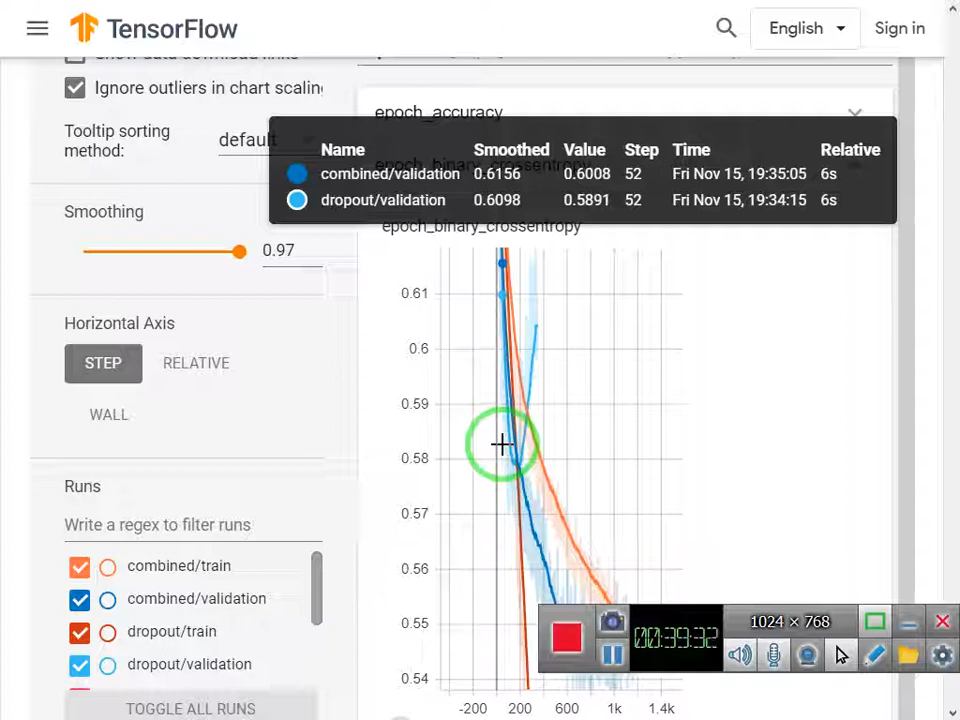 TensorFlow
English
Sign in
Show data download links
Ignore outliers in chart scaling
Tooltip sorting
method:
default
epoch_accuracy
Name Smoothed Value Step Time Relative
combined/validation 0.6156 0.6008 52 Fri Nov 15, 19:35:05 6s
dropout/validation 0.6098 0.5891 52 Fri Nov 15, 19:34:15 6s
epoch_binary_crossentropy
epoch_binary_crossentropy
Smoothing
0.97
Horizontal Axis
STEP RELATIVE
WALL
Runs
Write a regex to filter runs
combined/train
combined/validation
dropout/train
dropout/validation
TOGGLE ALL RUNS
0.61
0.6
0.59
0.58
0.57
0.56
0.55
0.54
-200 200 600 1k 1.4k
00:39:32
1024 × 768